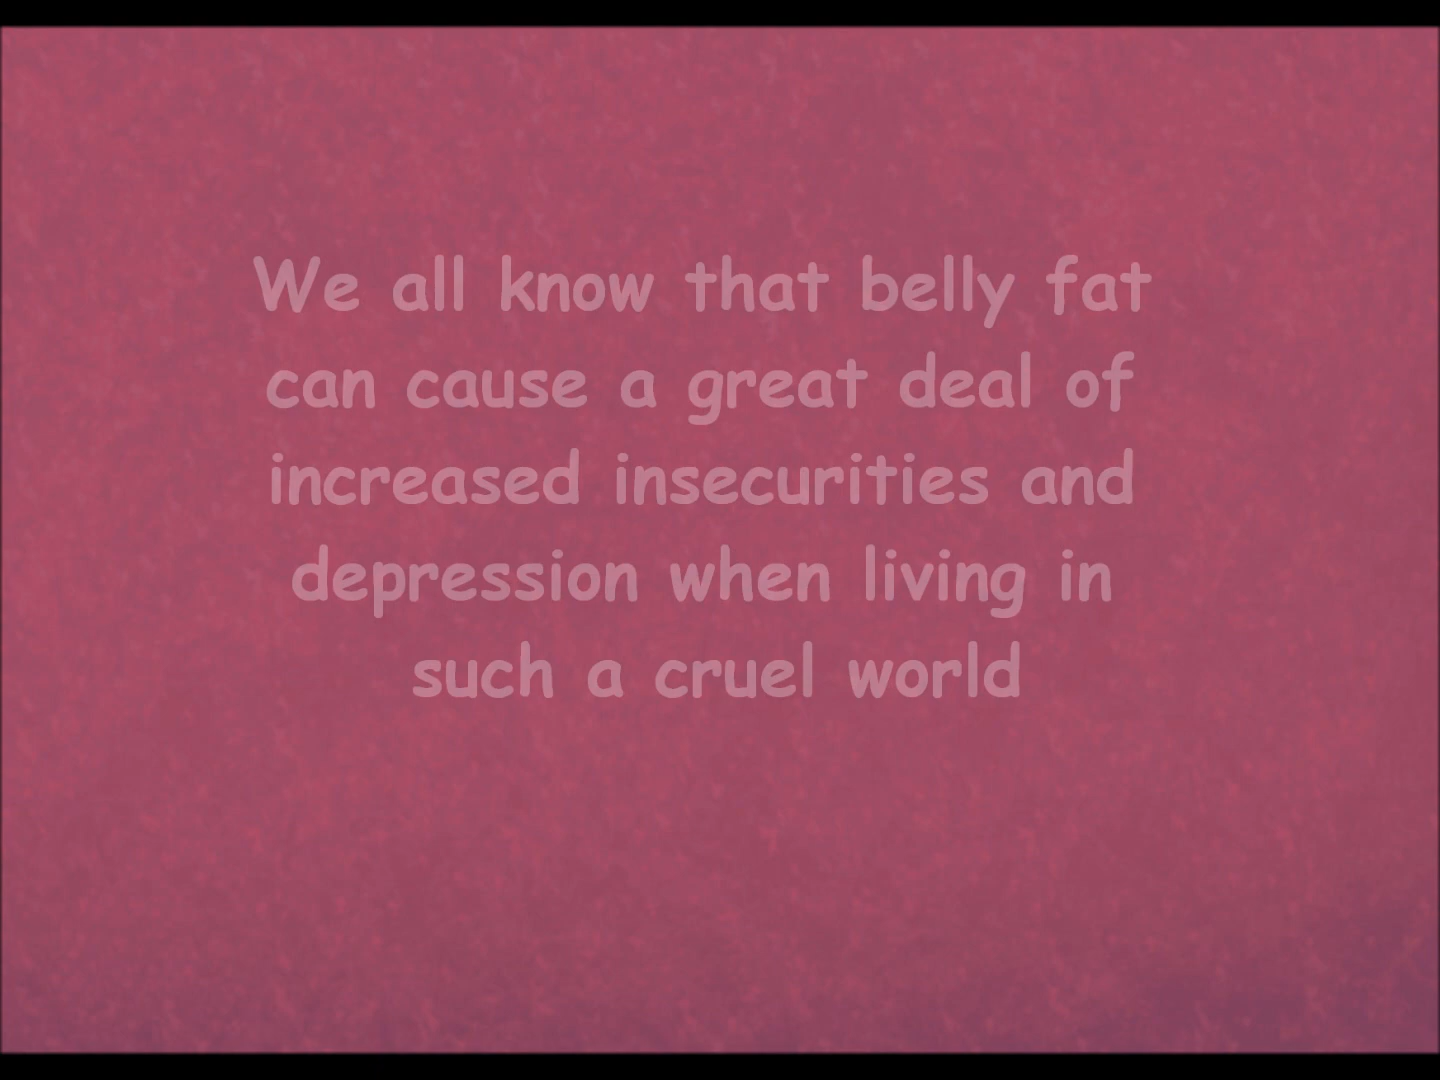 We all know that belly fat
can cause a great deal of
increased insecurities and
depression when living in
such a cruel world